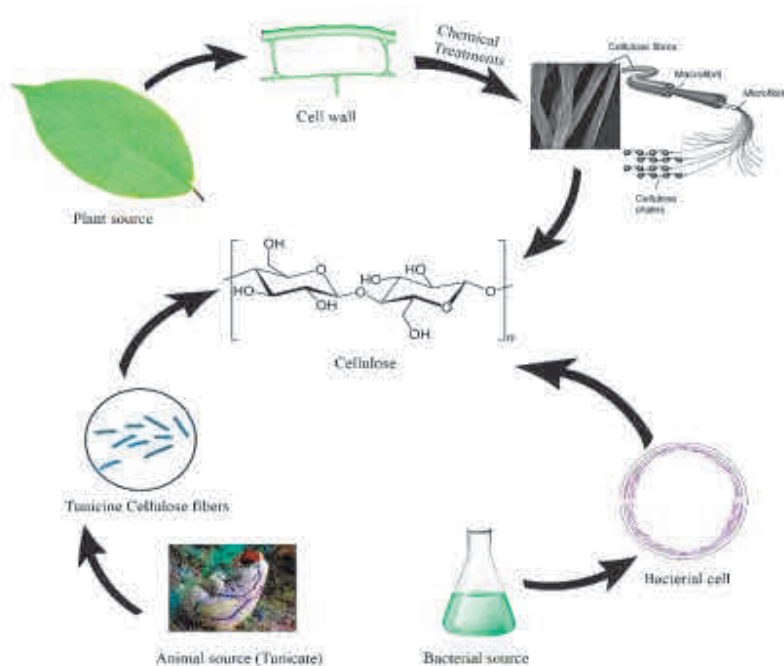 Chemical
Treatments
Cellulose fibres
Macrofibril
Microfibril
Cell wall
Cellulose
chains
Plant source
OH
OH
O
HO
HO
HO
O
OH
O
O
OH
n
Cellulose
Tunicine Cellulose fibers
Bacterial cell
Animal source (Tunicate)
Bacterial source